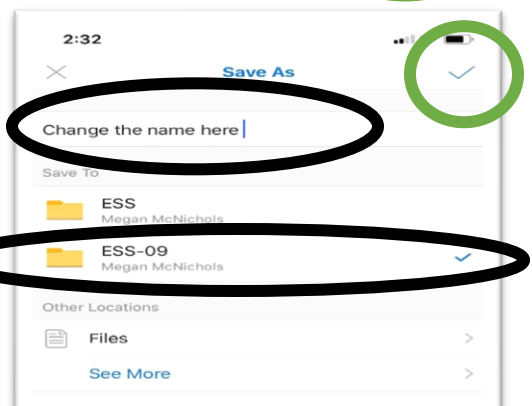 2:32
Save As
Change the name here
Save To
ESS
Megan McNichols
ESS-09
Megan McNichols
Other Locations
Files
See More